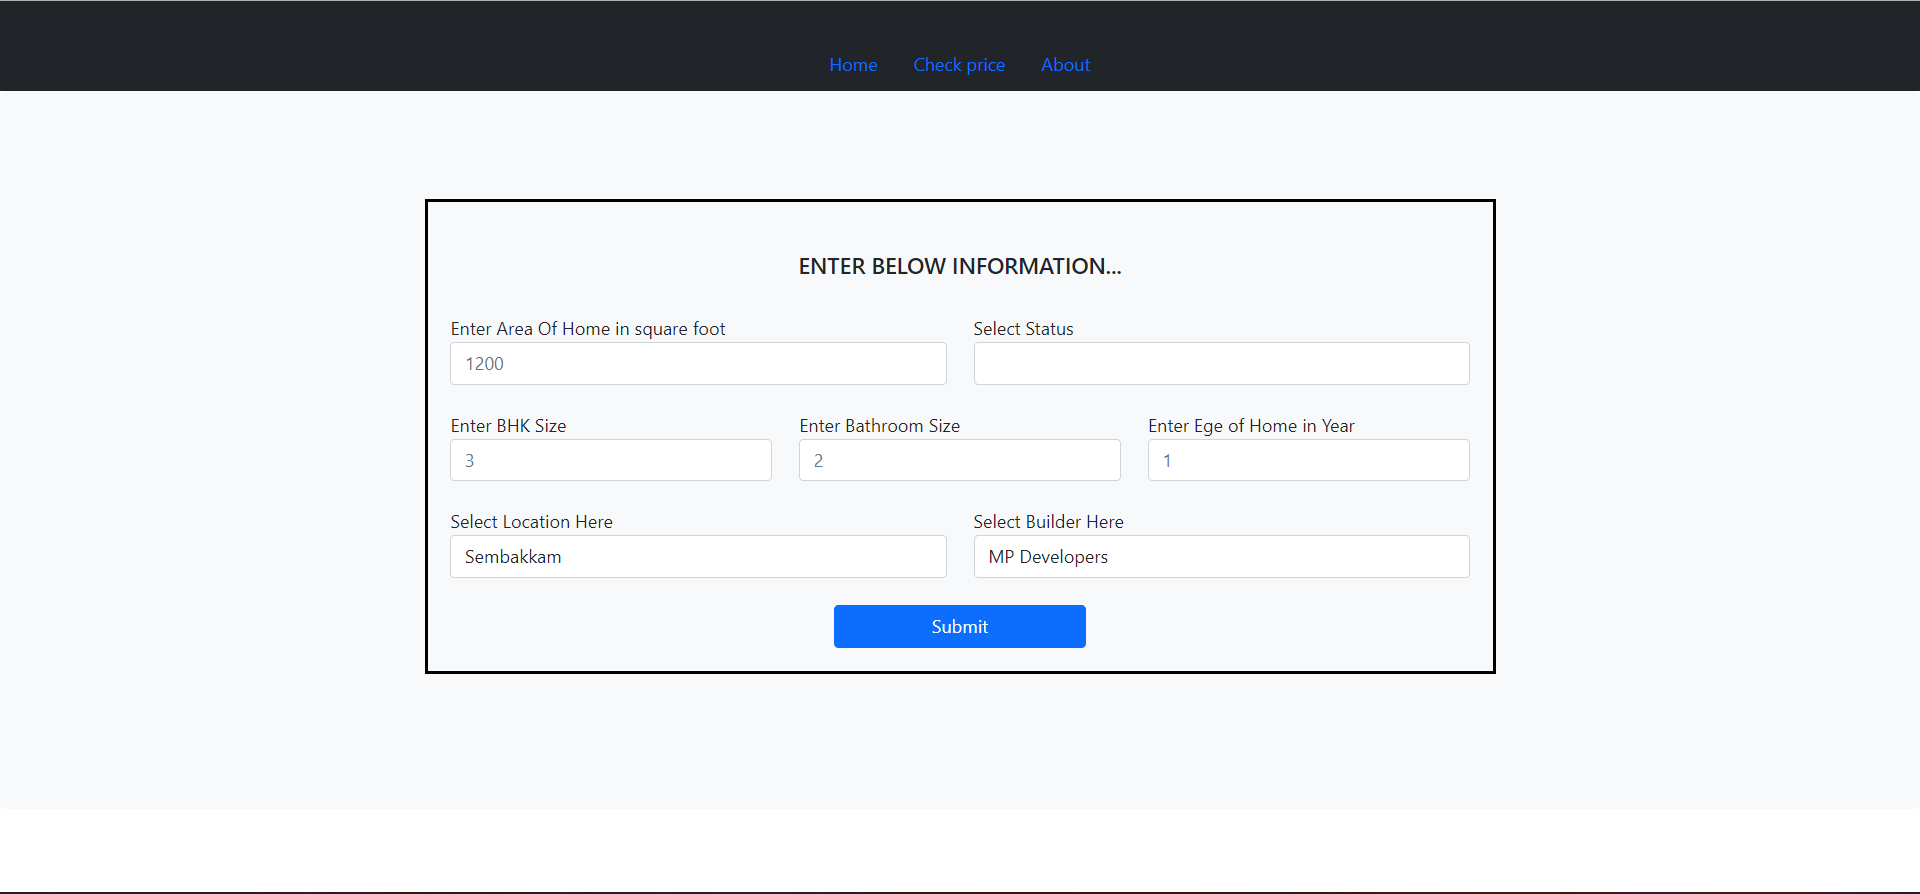 Home Check price About
ENTER BELOW INFORMATION...
Enter Area Of Home in square foot Select Status
1200
Enter BHK Size Enter Bathroom Size Enter Ege of Home in Year
3 2 1
Select Location Here Select Builder Here
Sembakkam MP Developers
Submit